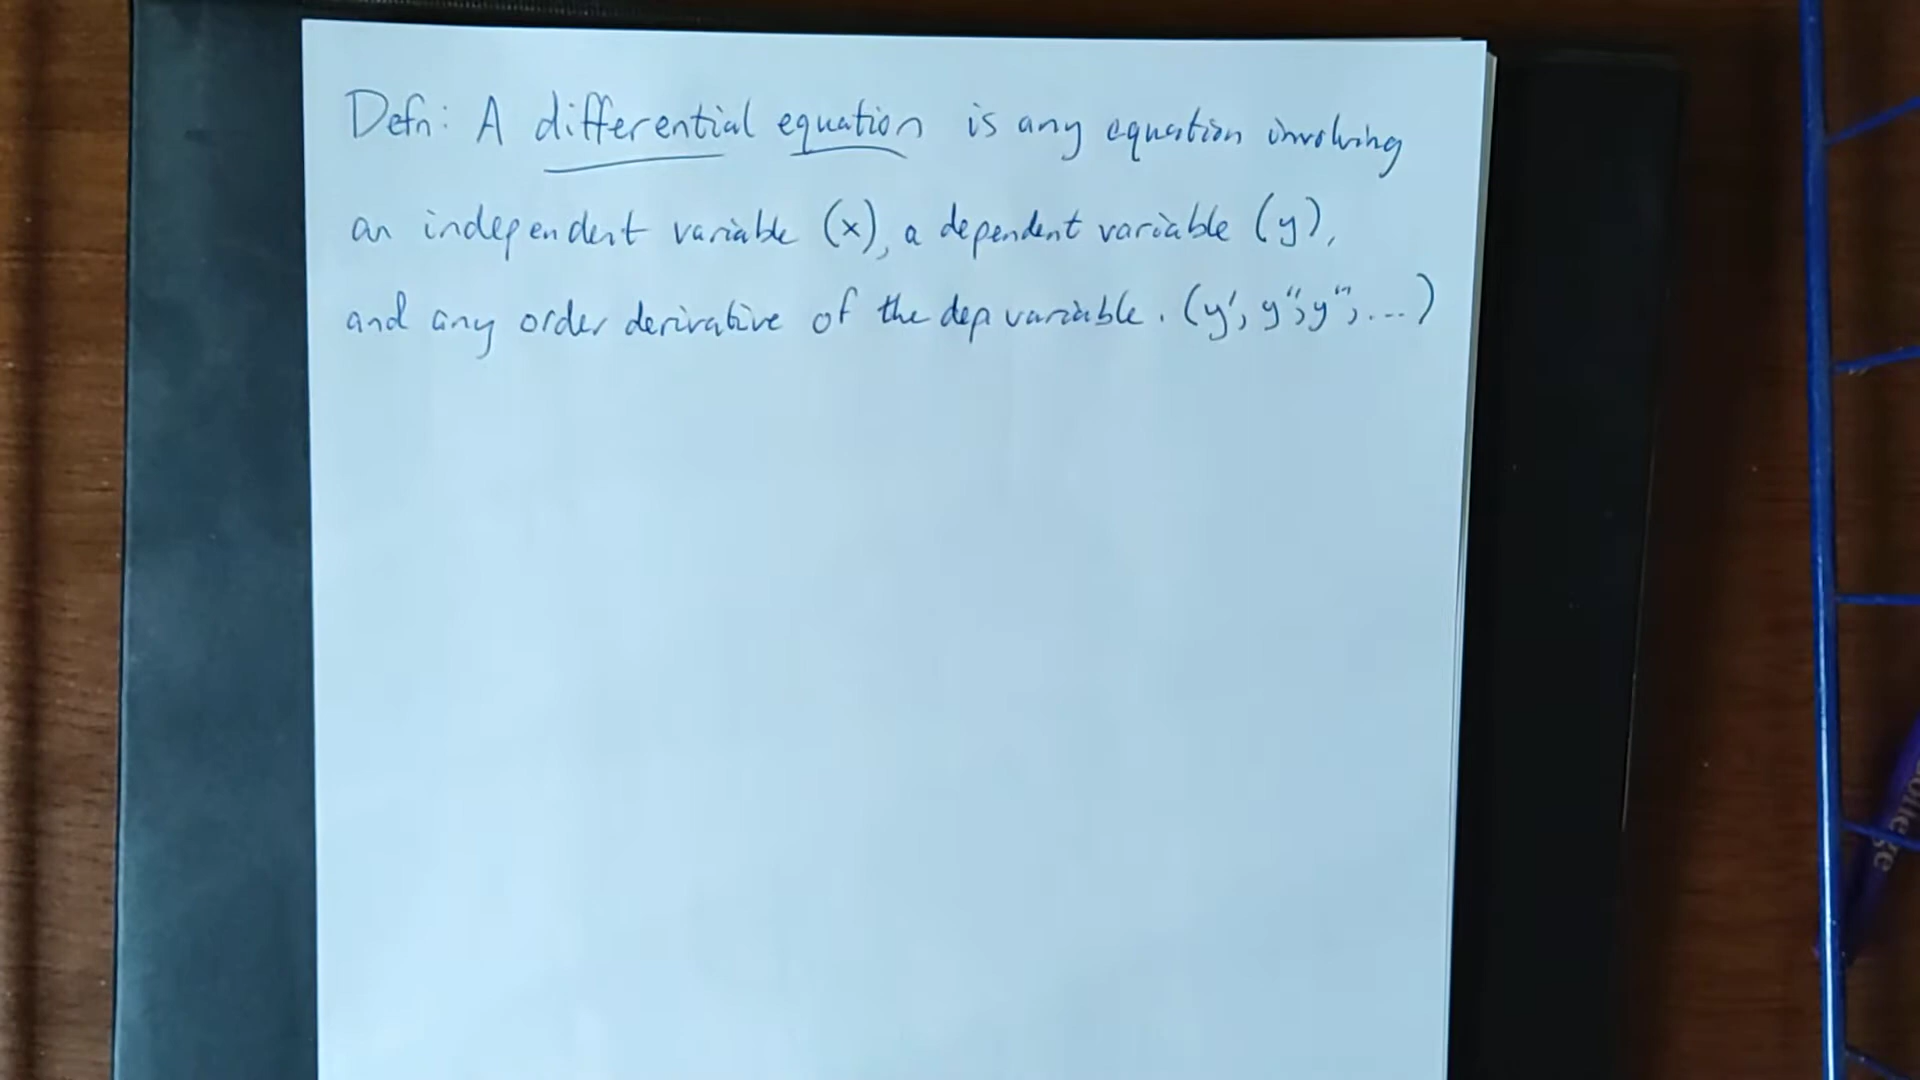 Defn: A differential equation is any equation involving
an independent variable (x), a dependent variable (y),
and any order derivative of the dep variable. (y', y'', y''', ...)